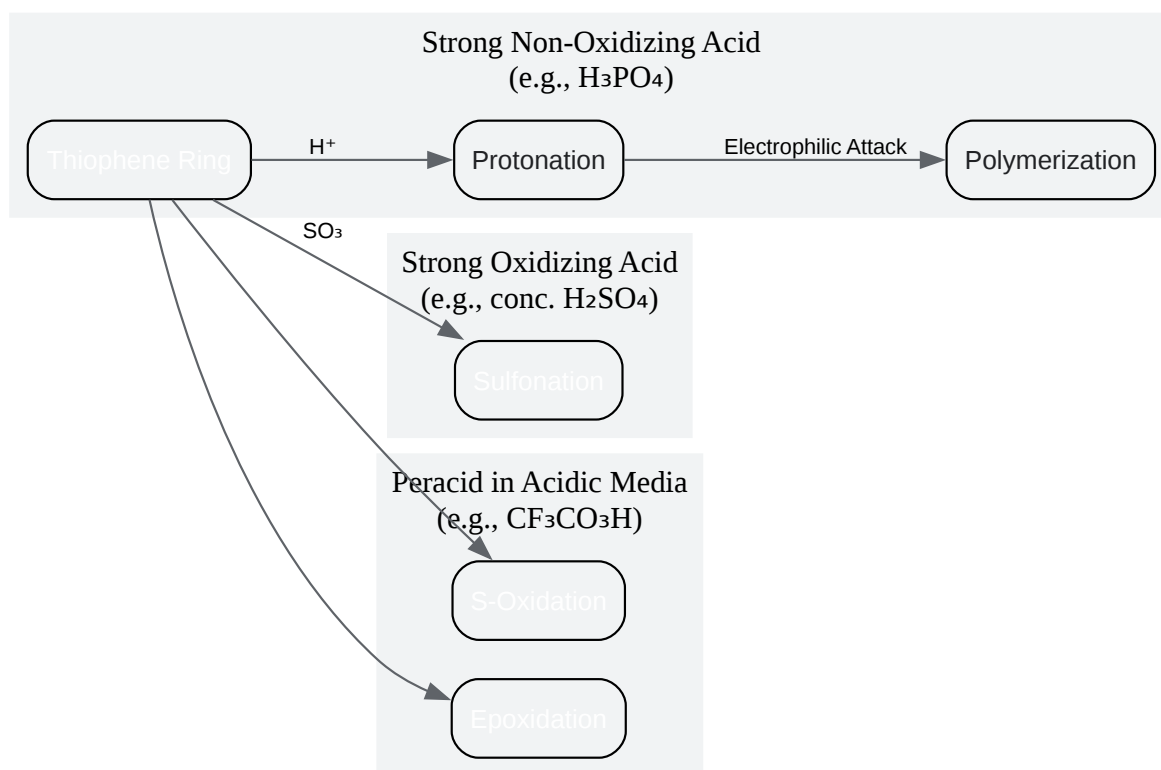 Strong Non-Oxidizing Acid
(e.g., H₃PO₄)
Thiophene Ring
H⁺
Protonation
Electrophilic Attack
Polymerization
SO₃
Strong Oxidizing Acid
(e.g., conc. H₂SO₄)
Sulfonation
Peracid in Acidic Media
(e.g., CF₃CO₃H)
S-Oxidation
Epoxidation